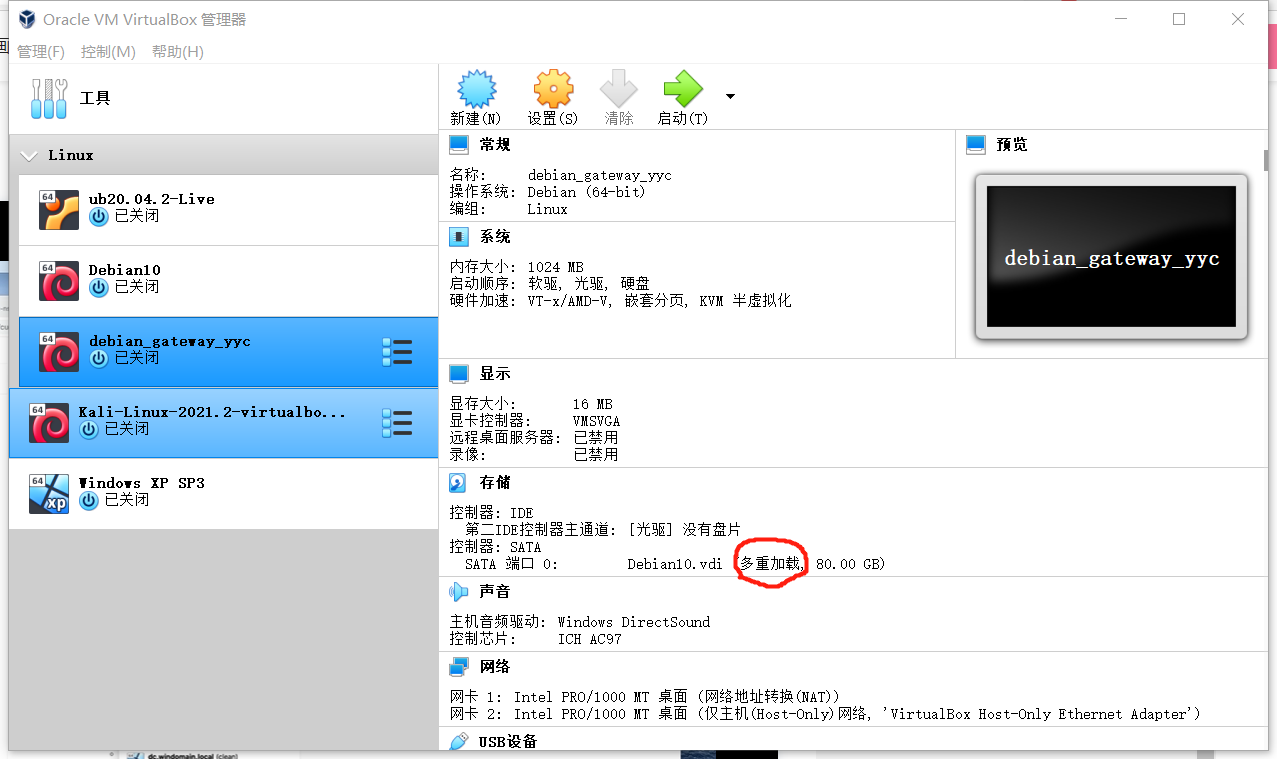 Oracle VM VirtualBox 管理器
管理(F) 控制(M) 帮助(H)
工具
新建(N) 设置(S) 清除 启动(T)
Linux
64
ub20.04.2-Live
已关闭
64
Debian10
已关闭
64
debian_gateway_yyc
已关闭
64
Kali-Linux-2021.2-virtualbo...
已关闭
64
xp
Windows XP SP3
已关闭
常规
名称: debian_gateway_yyc
操作系统: Debian (64-bit)
编组: Linux
预览
debian_gateway_yyc
系统
内存大小: 1024 MB
启动顺序: 软驱, 光驱, 硬盘
硬件加速: VT-x/AMD-V, 嵌套分页, KVM 半虚拟化
显示
显存大小: 16 MB
显卡控制器: VMSVGA
远程桌面服务器: 已禁用
录像: 已禁用
存储
控制器: IDE
第二IDE控制器主通道: [光驱] 没有盘片
控制器: SATA
SATA 端口 0: Debian10.vdi (多重加载, 80.00 GB)
声音
主机音频驱动: Windows DirectSound
控制芯片: ICH AC97
网络
网卡 1: Intel PRO/1000 MT 桌面 (网络地址转换(NAT))
网卡 2: Intel PRO/1000 MT 桌面 (仅主机(Host-Only)网络, 'VirtualBox Host-Only Ethernet Adapter')
USB设备
dc.windomain.local (clean)